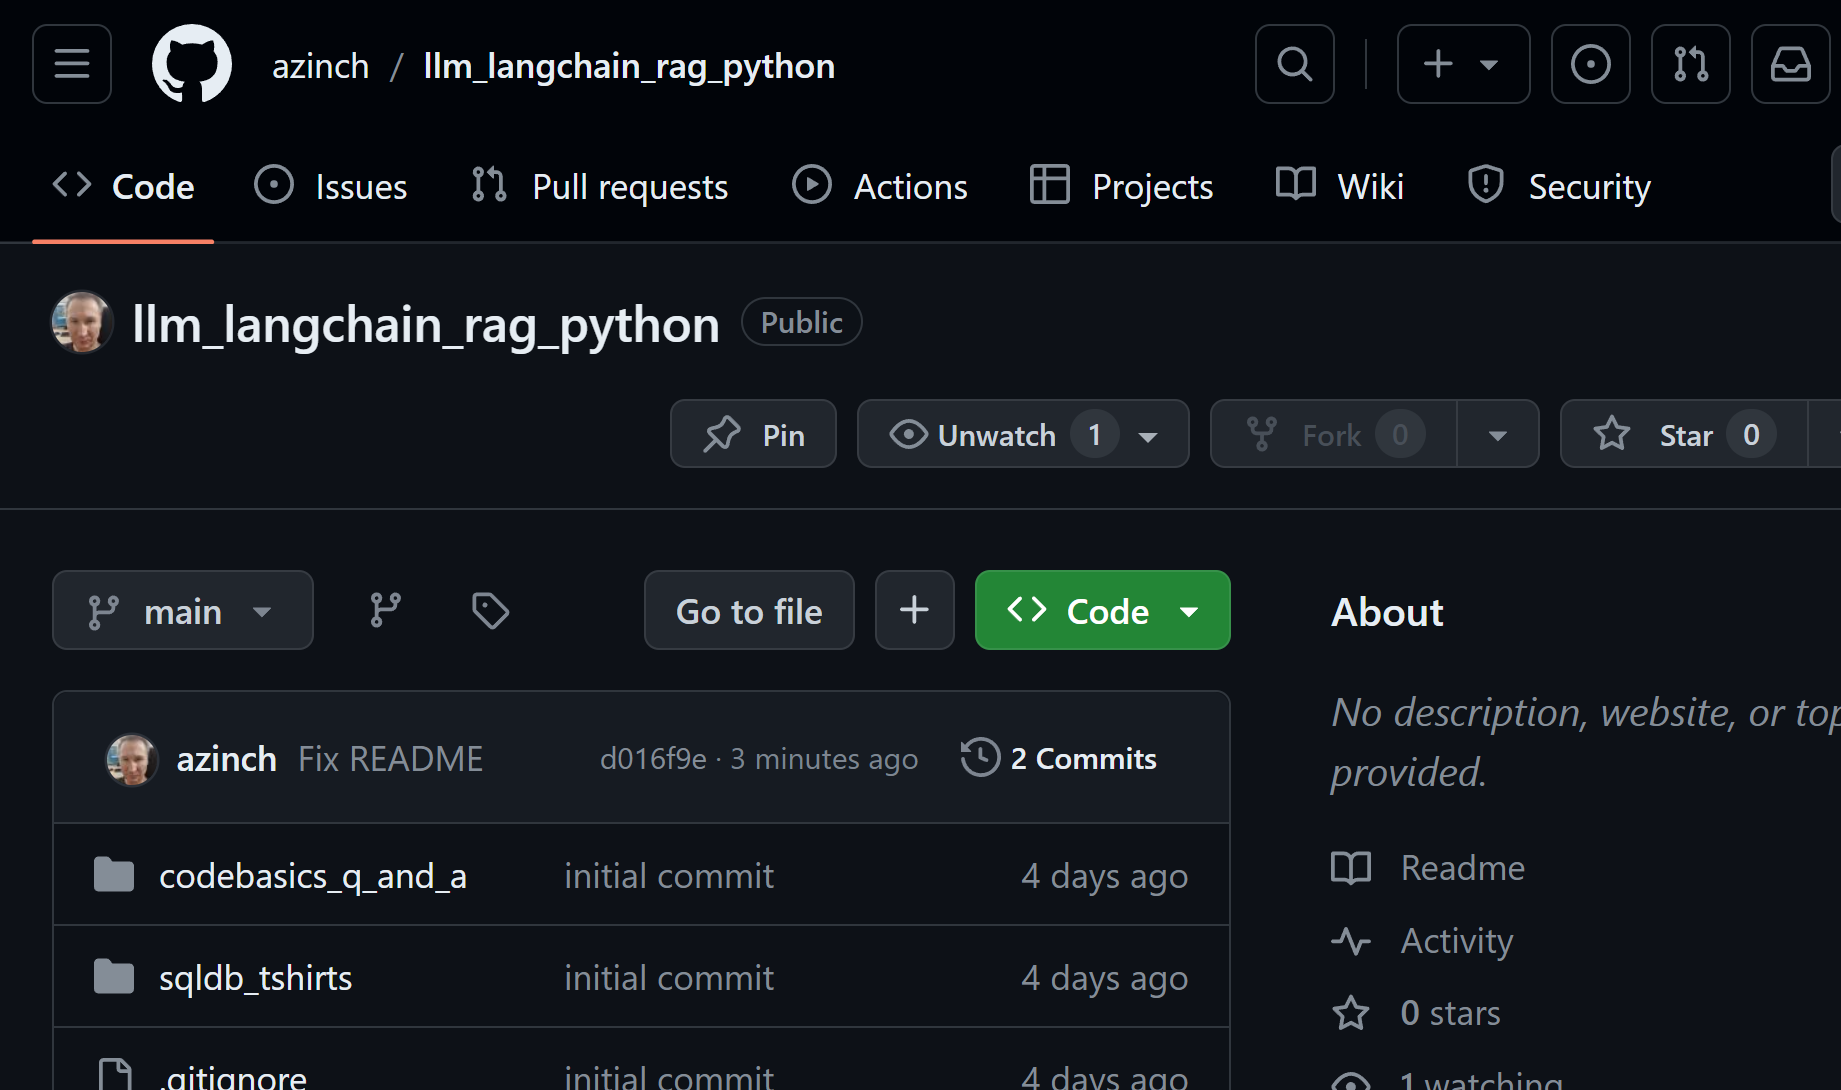 azinch / llm_langchain_rag_python
Code Issues Pull requests Actions Projects Wiki Security
llm_langchain_rag_python Public
Pin Unwatch 1 Fork 0 Star 0
main Go to file + Code
About
No description, website, or top
provided.
azinch Fix README d016f9e · 3 minutes ago 2 Commits
codebasics_q_and_a initial commit 4 days ago
sqldb_tshirts initial commit 4 days ago
.gitignore initial commit 4 days ago
Readme
Activity
0 stars
1 watching